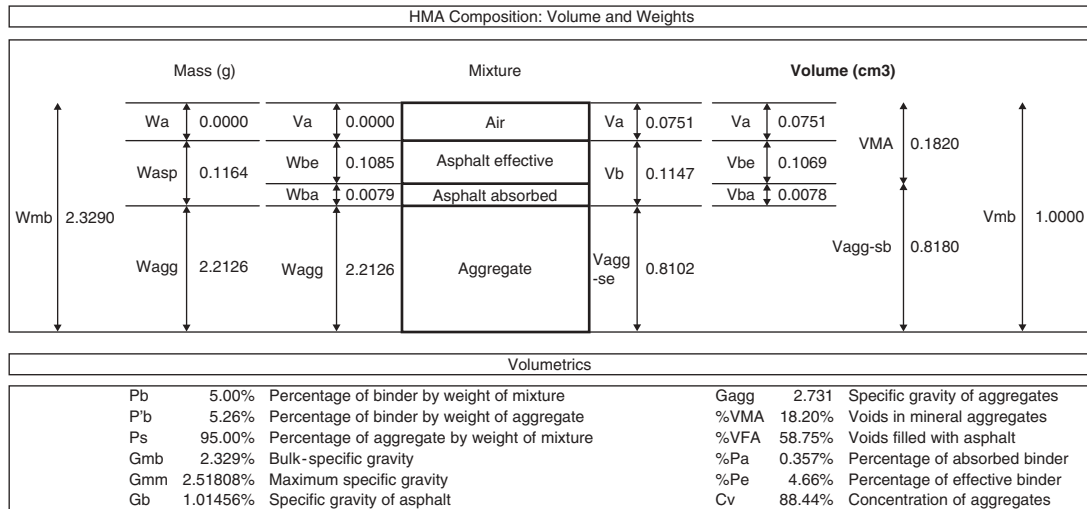 HMA Composition: Volume and Weights
Mass (g) Mixture Volume (cm3)
Wa 0.0000 Va 0.0000 Air Va 0.0751 Va 0.0751
VMA 0.1820
Wasp 0.1164 Wbe 0.1085 Asphalt effective Vb 0.1147 Vbe 0.1069
Wba 0.0079 Asphalt absorbed Vba 0.0078
Wmb 2.3290 Vmb 1.0000
Vagg-sb 0.8180
Wagg 2.2126 Wagg 2.2126 Aggregate Vagg 0.8102
-se
Volumetrics
Pb 5.00% Percentage of binder by weight of mixture Gagg 2.731 Specific gravity of aggregates
P'b 5.26% Percentage of binder by weight of aggregate %VMA 18.20% Voids in mineral aggregates
Ps 95.00% Percentage of aggregate by weight of mixture %VFA 58.75% Voids filled with asphalt
Gmb 2.329% Bulk-specific gravity %Pa 0.357% Percentage of absorbed binder
Gmm 2.51808% Maximum specific gravity %Pe 4.66% Percentage of effective binder
Gb 1.01456% Specific gravity of asphalt Cv 88.44% Concentration of aggregates